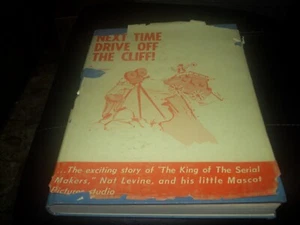 NEXT TIME
DRIVE OFF
THE CLIFF!
...The exciting story of "The King of The Serial
Makers," Nat Levine, and his little Mascot
Pictures studio